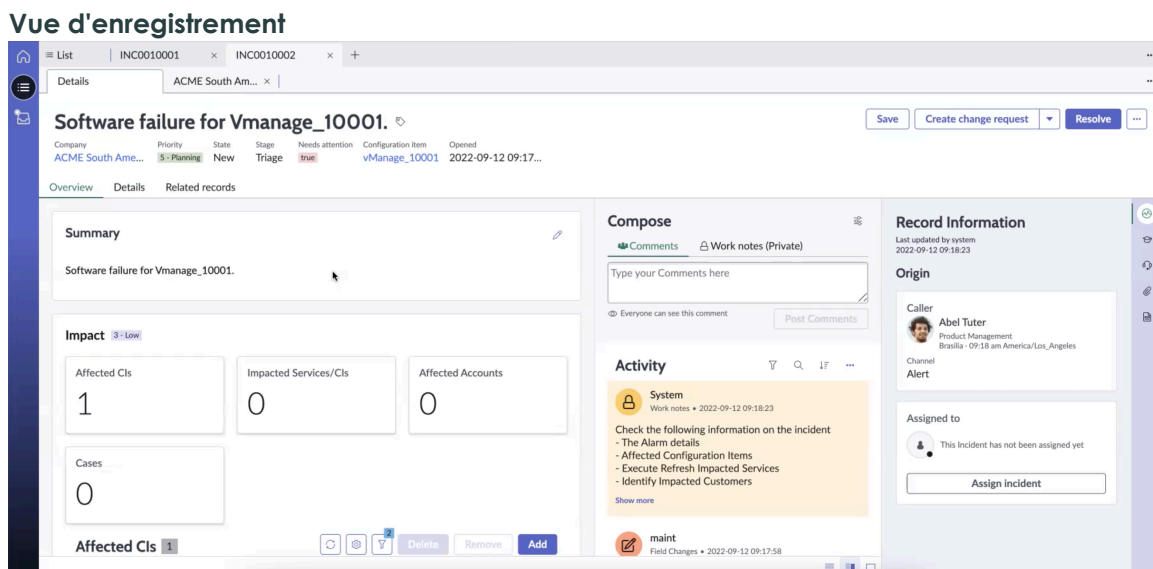 Vue d'enregistrement
List INC0010001 × INC0010002 × +
Details ACME South Am... ×
Software failure for Vmanage_10001.
Save Create change request Resolve
Company Priority State Stage Needs attention Configuration item Opened
ACME South Ame... 5 - Planning New Triage true vManage_10001 2022-09-12 09:17...
Overview Details Related records
Summary
Software failure for Vmanage_10001.
Impact 3 - Low
Affected CIs
1
Impacted Services/CIs
0
Affected Accounts
0
Cases
0
Affected CIs 1
2
Delete Remove Add
Compose
Comments Work notes (Private)
Type your Comments here
Everyone can see this comment
Post Comments
Activity
System
Work notes • 2022-09-12 09:18:23
Check the following information on the incident
- The Alarm details
- Affected Configuration Items
- Execute Refresh Impacted Services
- Identify Impacted Customers
Show more
maint
Field Changes • 2022-09-12 09:17:58
Record Information
Last updated by system
2022-09-12 09:18:23
Origin
Caller
Abel Tuter
Product Management
Brasilia - 09:18 am America/Los_Angeles
Channel
Alert
Assigned to
This Incident has not been assigned yet
Assign incident